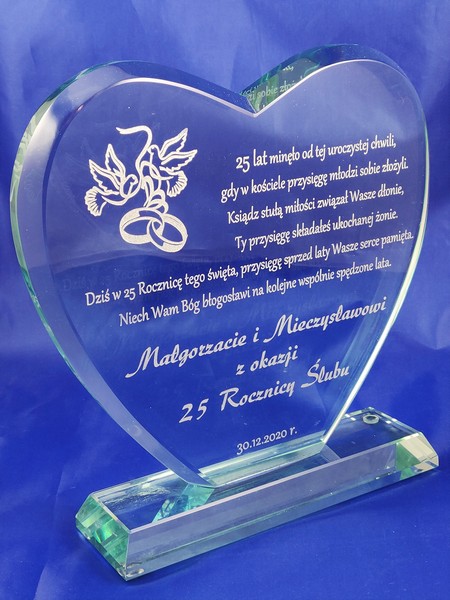 25 lat minęło od tej uroczystej chwili,
gdy w kościele przysięgę młodzi sobie złożyli.
Ksiądz stułą miłości związał Wasze dłonie,
Ty przysięgę składałeś ukochanej żonie.
Dziś w 25 Rocznicę tego święta, przysięgę sprzed laty Wasze serce pamięta.
Niech Wam Bóg błogosławi na kolejne wspólnie spędzone lata.
Małgorzacie i Mieczysławowi
z okazji
25 Rocznicy Ślubu
30.12.2020 r.